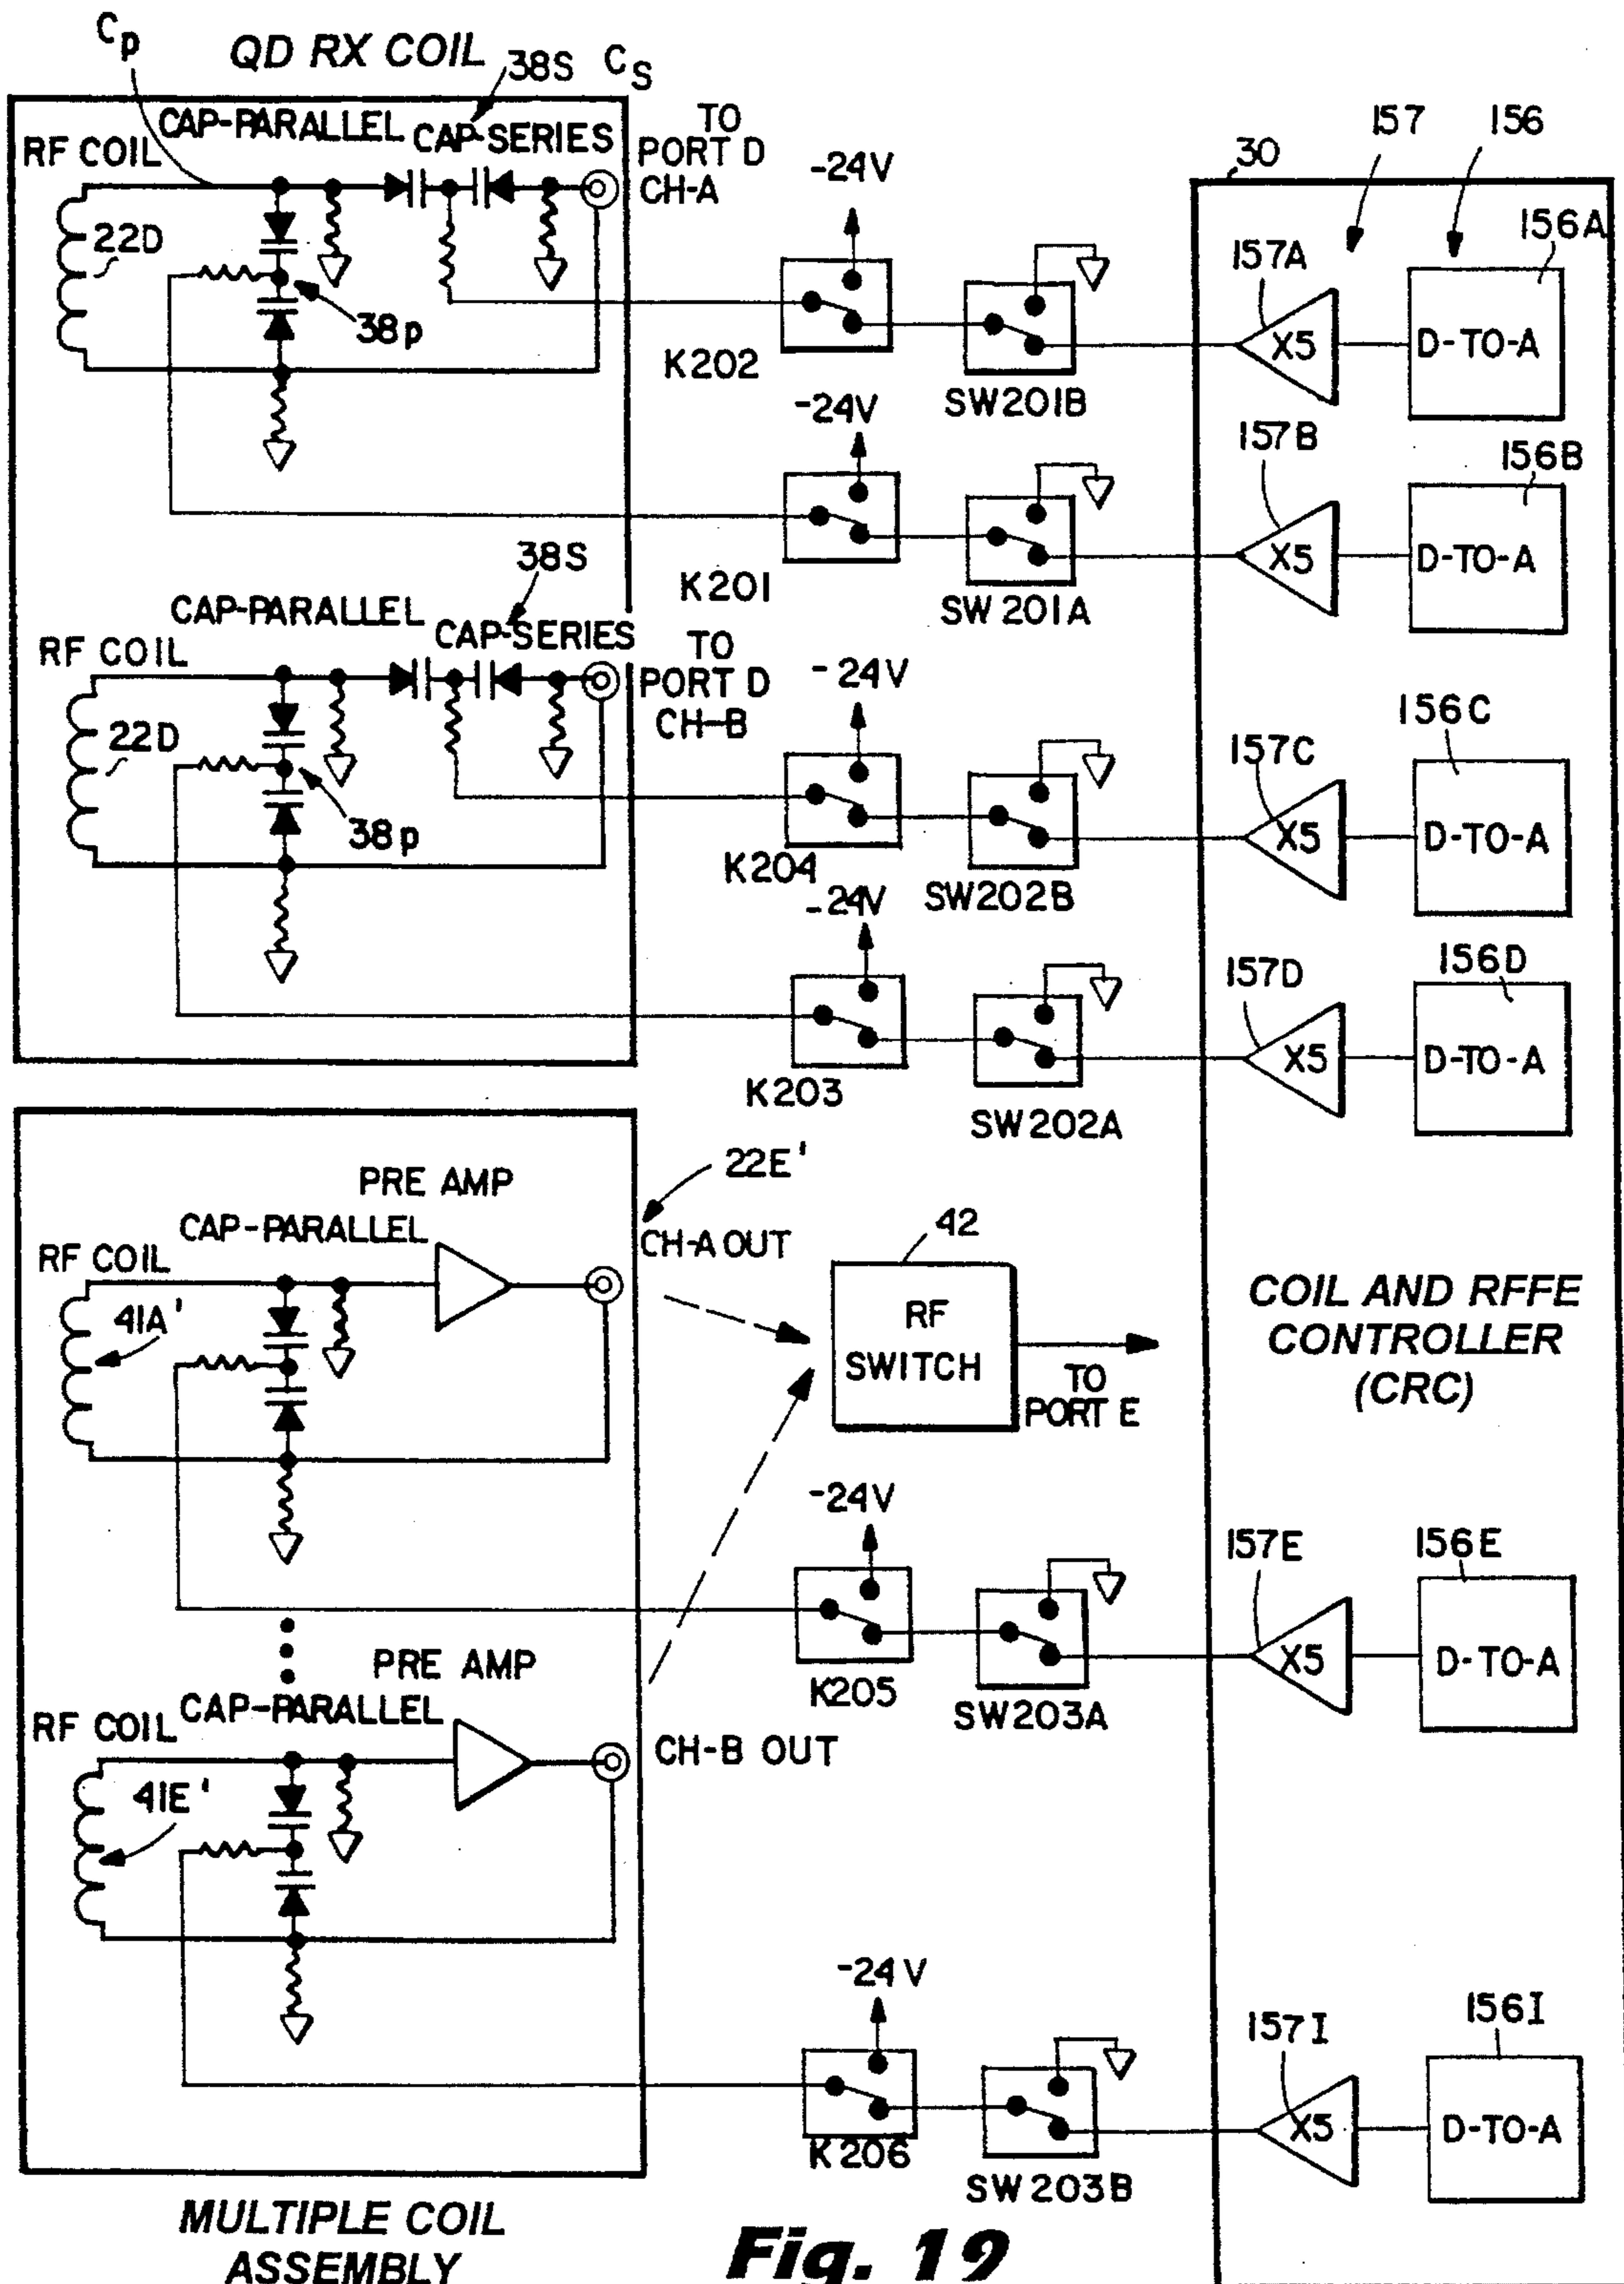 Cp
QD RX COIL
38S
Cs
CAP-PARALLEL
CAP-SERIES
RF COIL
TO
PORT D
CH-A
22D
38p
-24V
K202
SW201B
30
157
156
157A
X5
156A
D-TO-A
-24V
K201
SW201A
157B
X5
156B
D-TO-A
38S
CAP-PARALLEL
CAP-SERIES
RF COIL
TO
PORT D
CH-B
22D
38p
-24V
K204
SW202B
157C
X5
156C
D-TO-A
-24V
K203
SW202A
157D
X5
156D
D-TO-A
PRE AMP
22E'
CAP-PARALLEL
CH-A OUT
RF COIL
41A'
42
RF
SWITCH
TO
PORT E
COIL AND RFFE
CONTROLLER
(CRC)
-24V
K205
SW203A
157E
X5
156E
D-TO-A
PRE AMP
CAP-PARALLEL
RF COIL
CH-B OUT
41E'
-24V
K206
SW203B
157I
X5
156I
D-TO-A
MULTIPLE COIL
ASSEMBLY
Fig. 19